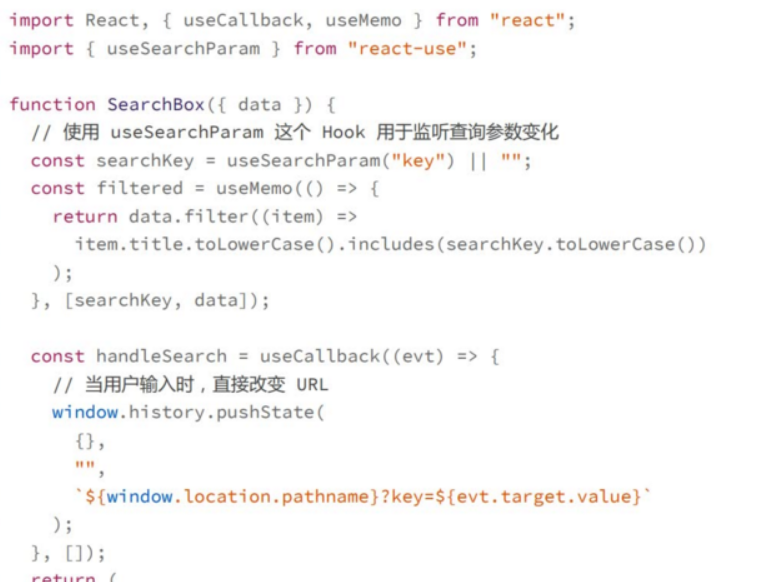 import React, { useCallback, useMemo } from "react";
import { useSearchParam } from "react-use";

function SearchBox({ data }) {
  // 使用 useSearchParam 这个 Hook 用于监听查询参数变化
  const searchKey = useSearchParam("key") || "";
  const filtered = useMemo(() => {
    return data.filter((item) =>
      item.title.toLowerCase().includes(searchKey.toLowerCase())
    );
  }, [searchKey, data]);

  const handleSearch = useCallback((evt) => {
    // 当用户输入时，直接改变 URL
    window.history.pushState(
      {},
      "",
      `${window.location.pathname}?key=${evt.target.value}`
    );
  }, []);
  return (